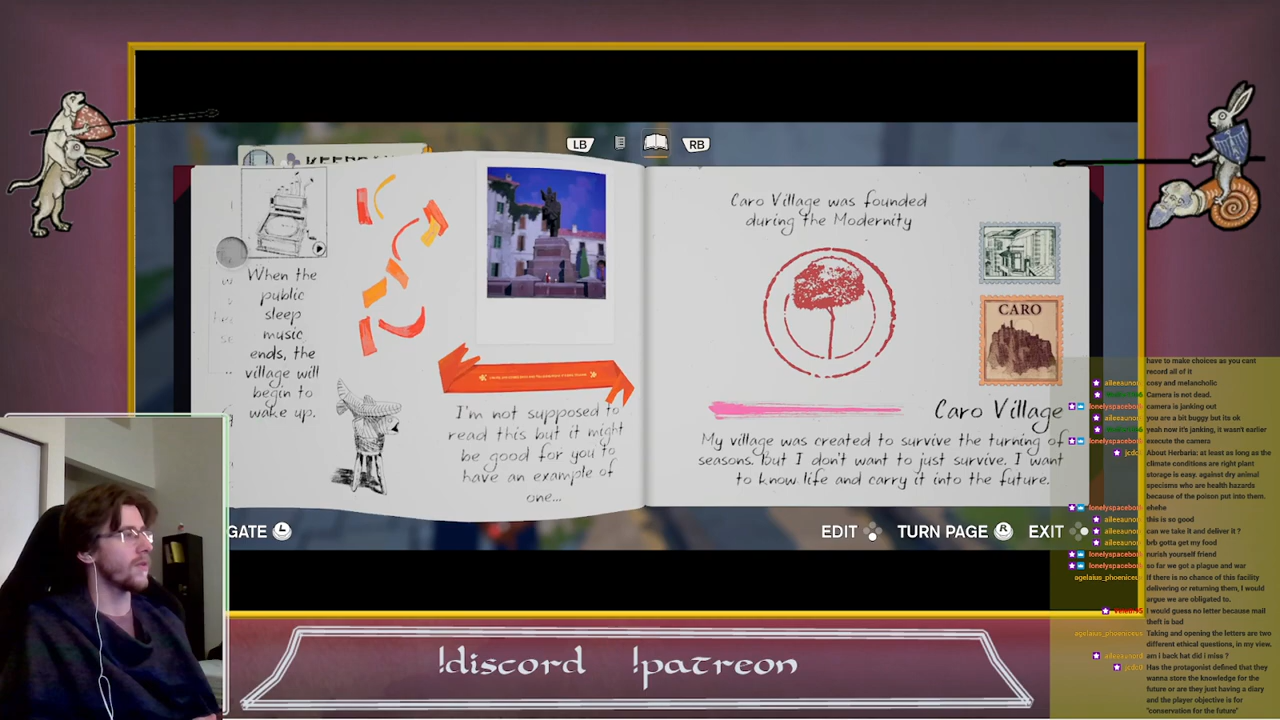 LB
RB
When the
public
sleep
music
ends, the
village will
begin to
wake up.
I'm not supposed to
read this but it might
be good for you to
have an example of
one...
Caro Village was founded
during the Modernity
CARO
Caro Village
My village was created to survive the turning of
seasons. But I don't want to just survive. I want
to know life and carry it into the future.
GATE
EDIT
TURN PAGE R
EXIT
have to make choices as you cant
record all of it
cosy and melancholic
Camera is not dead.
lonelyspacebor camera is janking out
you are a bit buggy but its ok
yeah now it's janking, it wasn't earlier
lonelyspacebor execute the camera
About Herbaria: at least as long as the
climate conditions are right plant
storage is easy. against dry animal
specisms who are health hazards
because of the poison put into them.
lonelyspacebor ehehe
this is so good
can we take it and deliver it ?
brb gotta get my food
lonelyspacebor nurish yourself friend
lonelyspacebor so far we got a plague and war
agelaius_phoeniceus If there is no chance of this facility
delivering or returning them, I would
argue we are obligated to.
I would guess no letter because mail
theft is bad
agelaius_phoeniceus Taking and opening the letters are two
different ethical questions, in my view.
am i back hat did i miss ?
Has the protagonist defined that they
wanna store the knowledge for the
future or are they just having a diary
and the player objective is for
"conservation for the future"
!discord !patreon